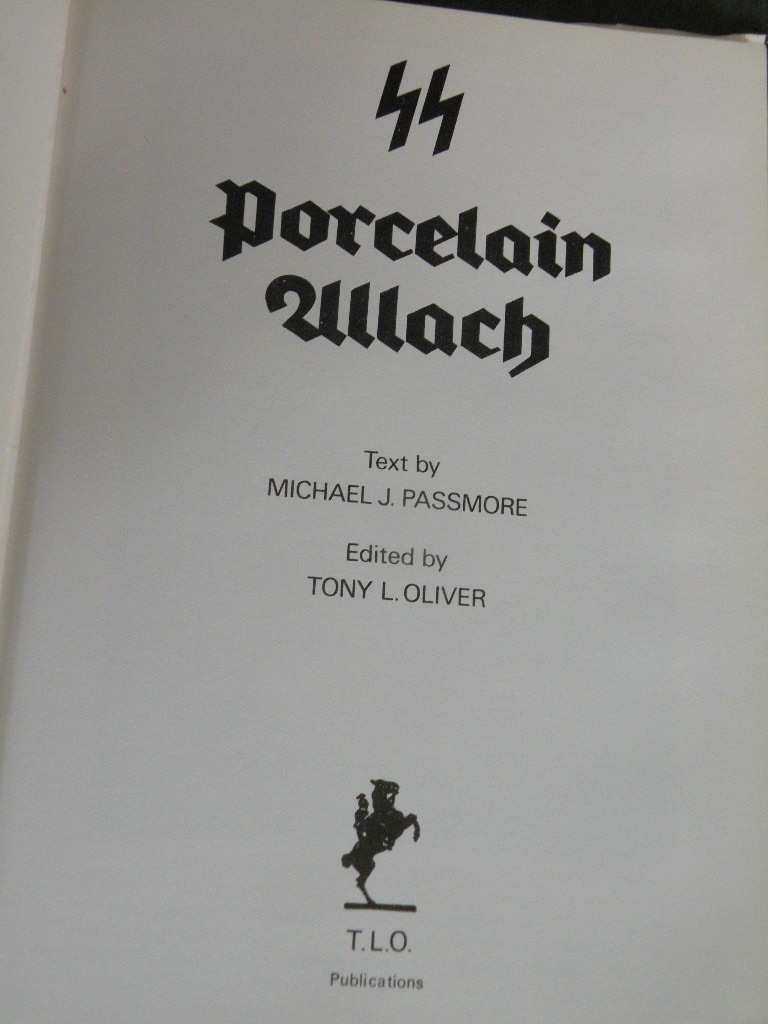 SS
Porcelain
Allach
Text by
MICHAEL J. PASSMORE
Edited by
TONY L. OLIVER
T.L.O.
Publications